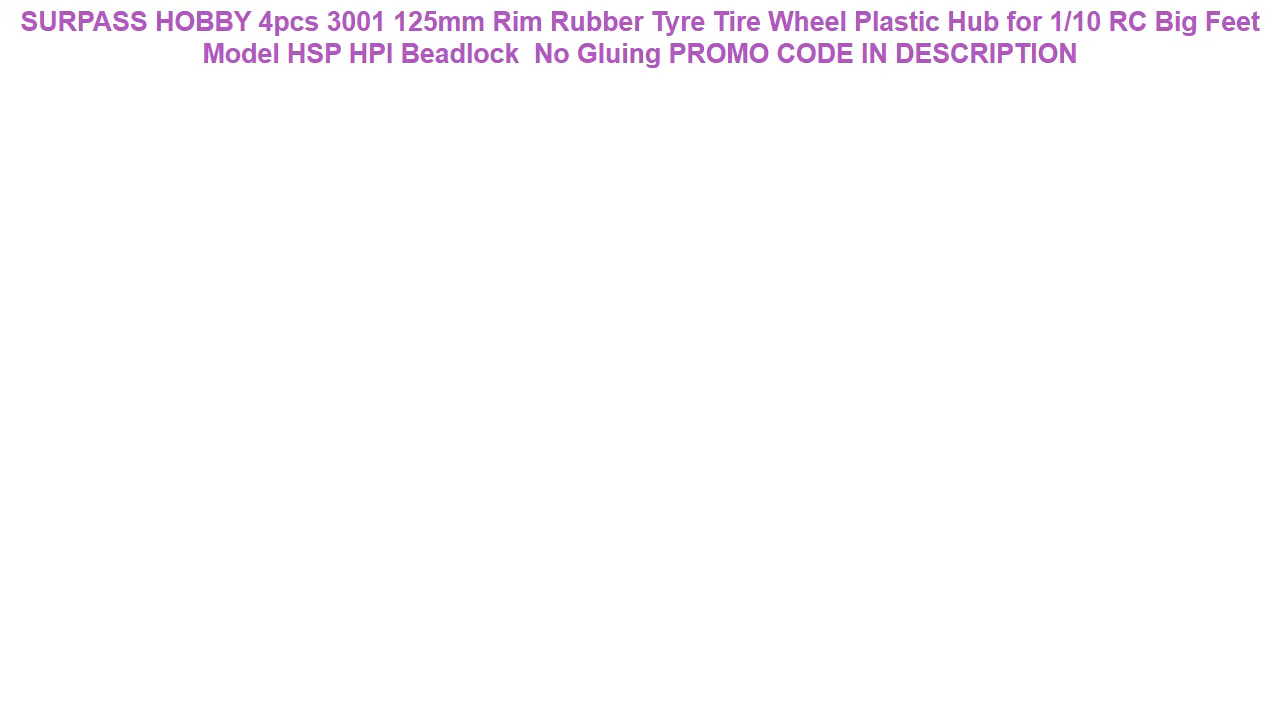 SURPASS HOBBY 4pcs 3001 125mm Rim Rubber Tyre Tire Wheel Plastic Hub for 1/10 RC Big Feet
Model HSP HPI Beadlock  No Gluing PROMO CODE IN DESCRIPTION